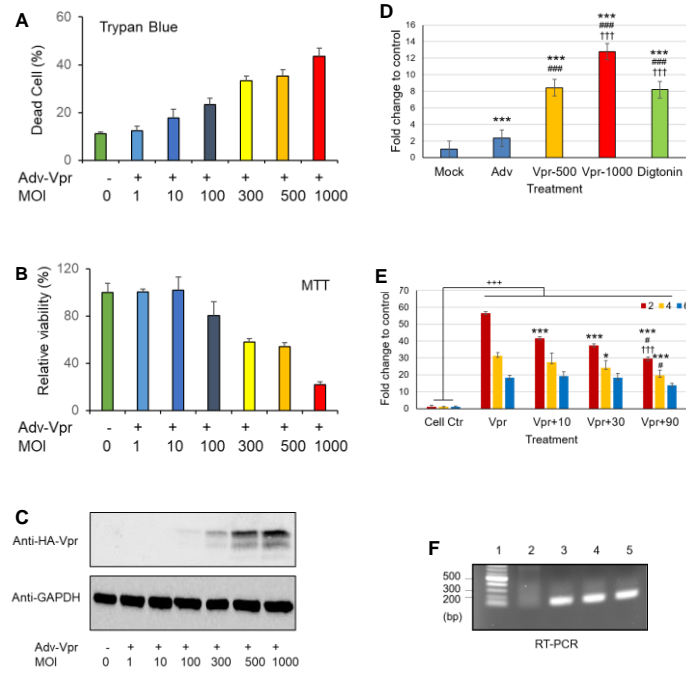 A
Trypan Blue
Dead Cell (%)
60
40
20
0
Adv-Vpr - + + + + + +
MOI 0 1 10 100 300 500 1000
B
MTT
Relative viability (%)
120
80
40
0
Adv-Vpr - + + + + + +
MOI 0 1 10 100 300 500 1000
C
Anti-HA-Vpr
Anti-GAPDH
Adv-Vpr - + + + + + +
MOI 0 1 10 100 300 500 1000
D
Fold change to control
16
14
12
10
8
6
4
2
0
***
***
###
***
###
†††
***
###
†††
Mock Adv Vpr-500 Vpr-1000 Digtonin
Treatment
E
Fold change to control
70
60
50
40
30
20
10
0
+++
2 4
***
***
*
***
#
†††
***
#
Cell Ctr Vpr Vpr+10 Vpr+30 Vpr+90
Treatment
F
1 2 3 4 5
500
300
200
(bp)
RT-PCR